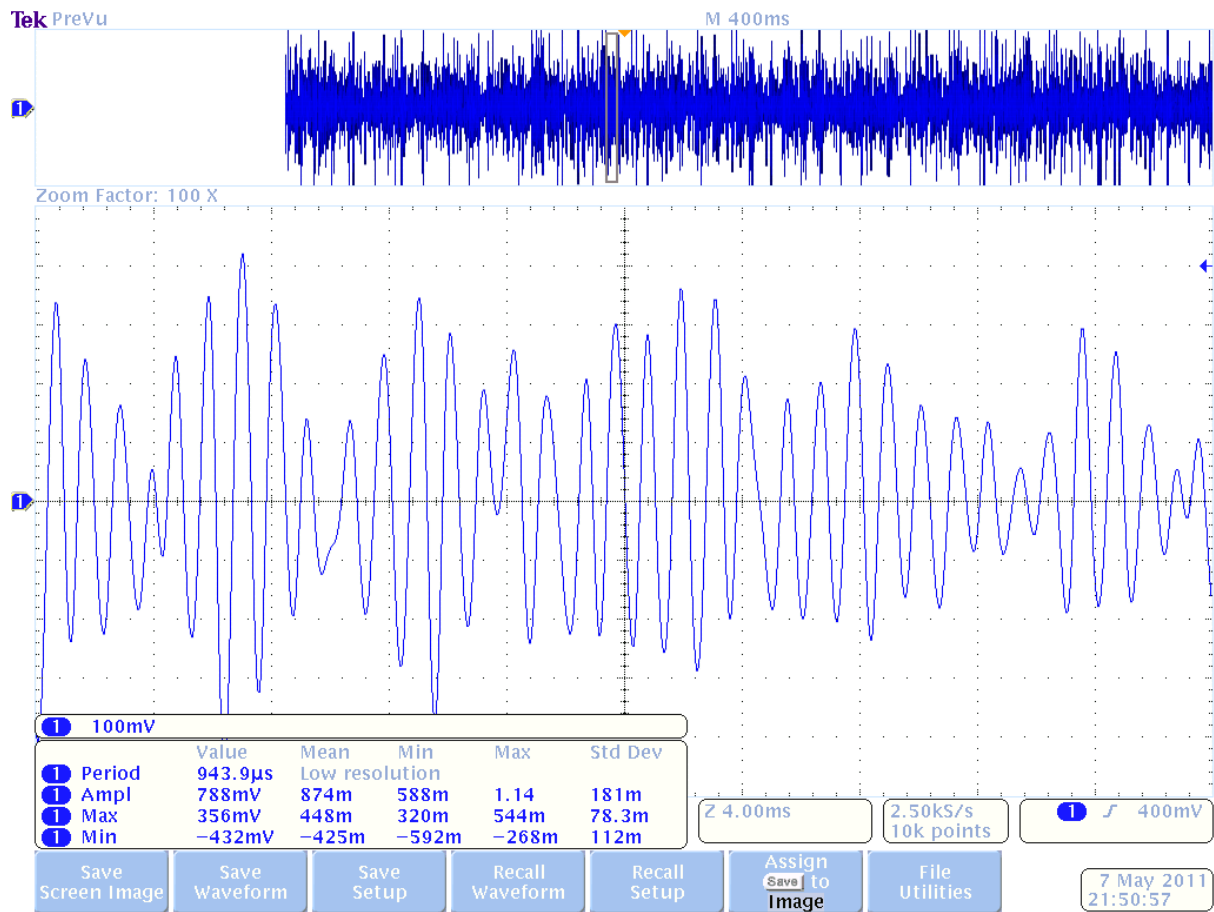 Tek PreVu M 400ms
1
Zoom Factor: 100 X
1
1 100mV
Value Mean Min Max Std Dev
1 Period 943.9µs Low resolution
1 Ampl 788mV 874m 588m 1.14 181m
1 Max 356mV 448m 320m 544m 78.3m
1 Min −432mV −425m −592m −268m 112m
Z 4.00ms
2.50kS/s
10k points
1 400mV
Save
Screen Image
Save
Waveform
Save
Setup
Recall
Waveform
Recall
Setup
Assign
Save to
Image
File
Utilities
7 May 2011
21:50:57